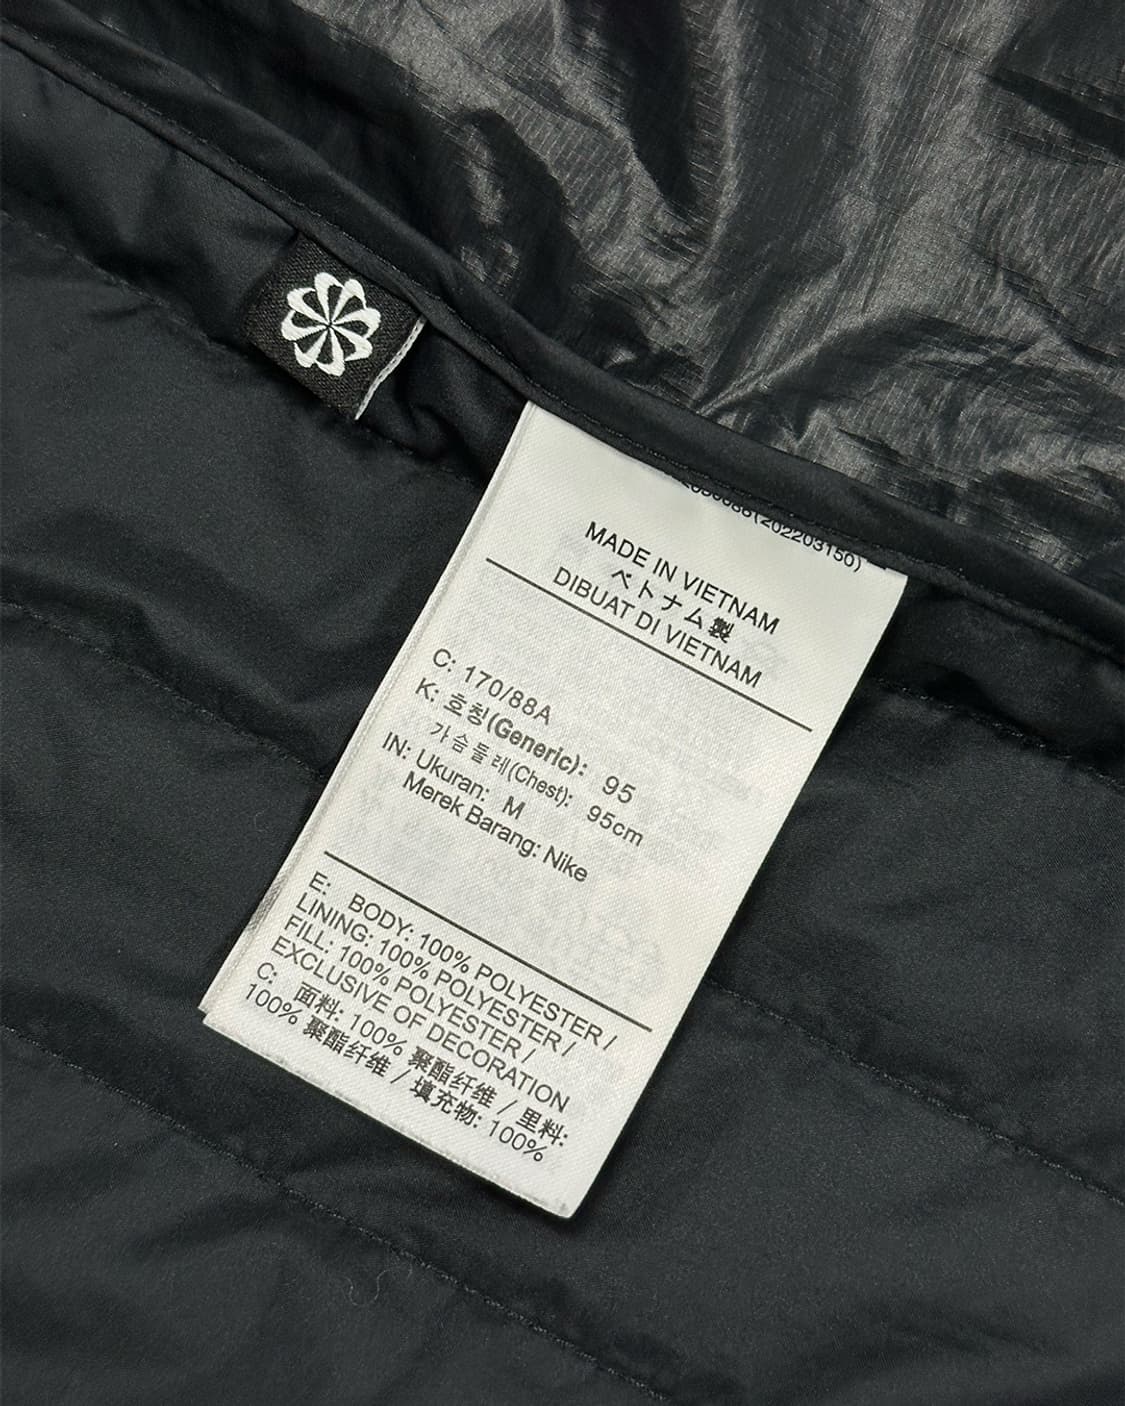 (202203150)
MADE IN VIETNAM
ベトナム製
DIBUAT DI VIETNAM
C: 170/88A
K: 호칭(Generic): 95
가슴둘레(Chest): 95cm
IN: Ukuran: M
Merek Barang: Nike
E: BODY: 100% POLYESTER /
LINING: 100% POLYESTER /
FILL: 100% POLYESTER /
EXCLUSIVE OF DECORATION
C: 面料: 100% 聚酯纤维 / 里料:
100% 聚酯纤维 / 填充物: 100%